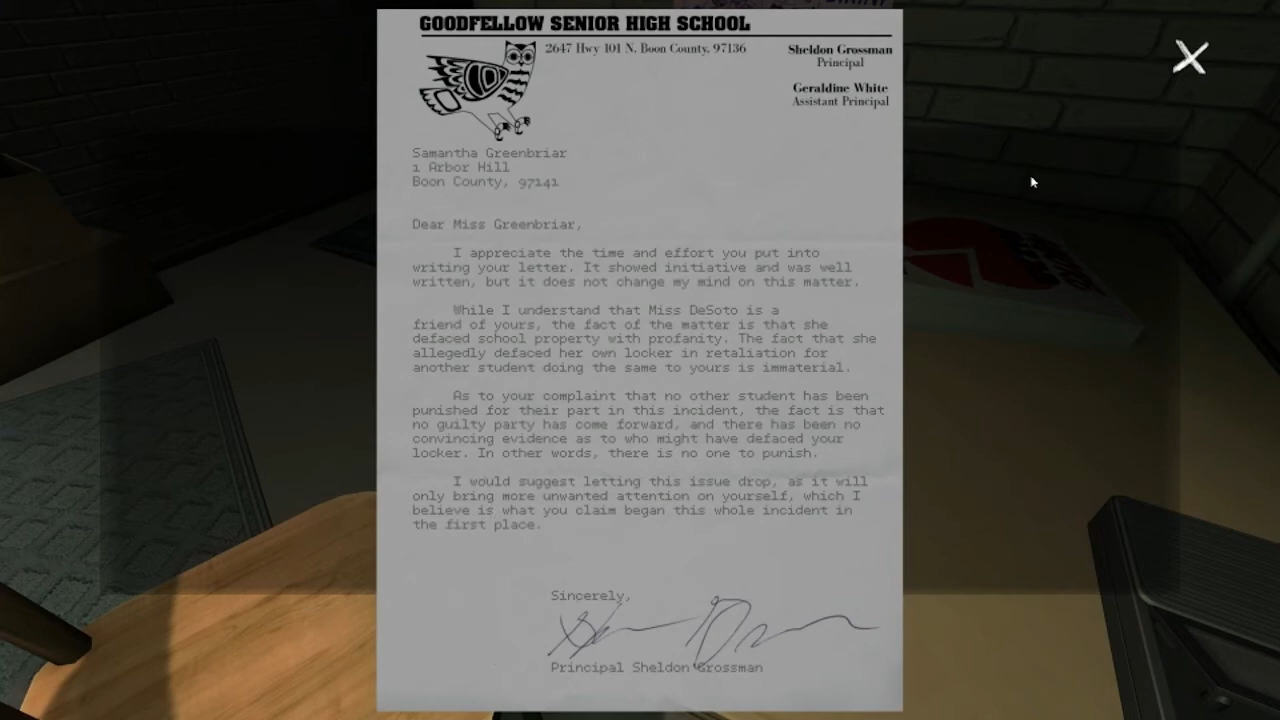 GOODFELLOW SENIOR HIGH SCHOOL
2647 Hwy 101 N. Boon County. 97136
Sheldon Grossman
Principal
Geraldine White
Assistant Principal
Samantha Greenbriar
1 Arbor Hill
Boon County, 97141
Dear Miss Greenbriar,
I appreciate the time and effort you put into
writing your letter. It showed initiative and was well
written, but it does not change my mind on this matter.
While I understand that Miss DeSoto is a
friend of yours, the fact of the matter is that she
defaced school property with profanity. The fact that she
allegedly defaced her own locker in retaliation for
another student doing the same to yours is immaterial.
As to your complaint that no other student has been
punished for their part in this incident, the fact is that
no guilty party has come forward, and there has been no
convincing evidence as to who might have defaced your
locker. In other words, there is no one to punish.
I would suggest letting this issue drop, as it will
only bring more unwanted attention on yourself, which I
believe is what you claim began this whole incident in
the first place.
Sincerely,
Principal Sheldon Grossman